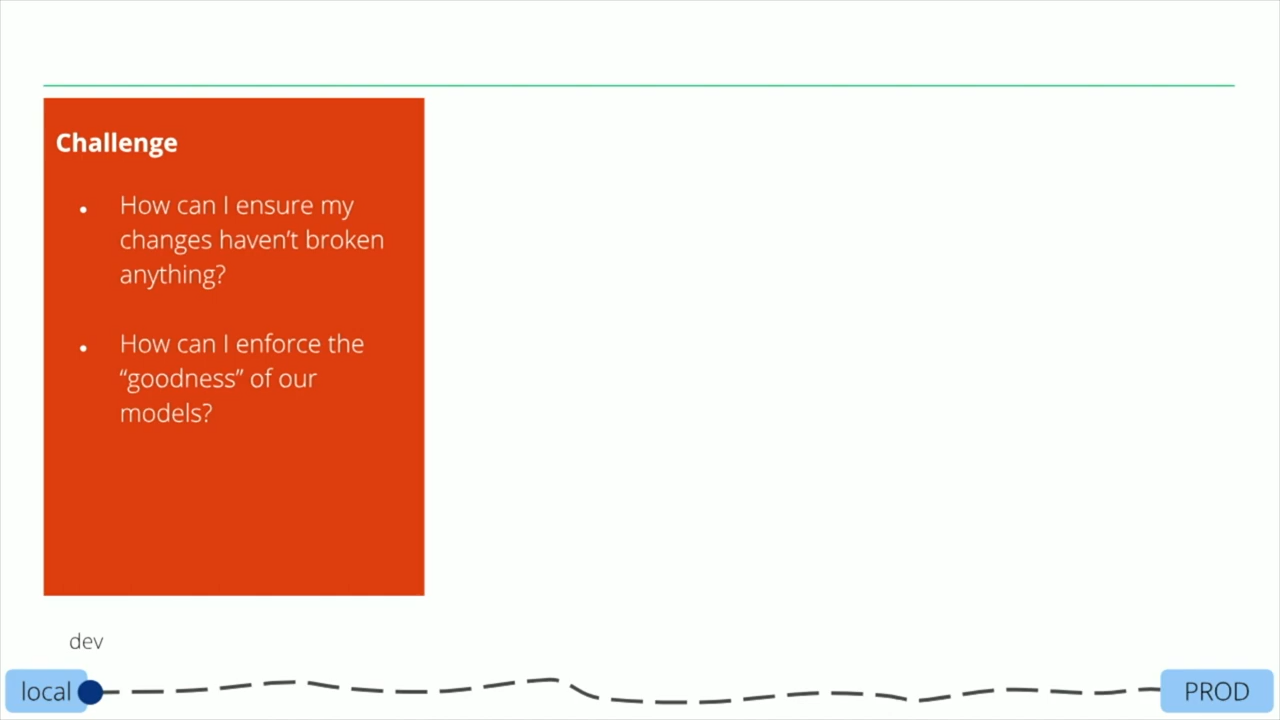 Challenge
• How can I ensure my
changes haven’t broken
anything?
• How can I enforce the
“goodness” of our
models?
dev
local
PROD